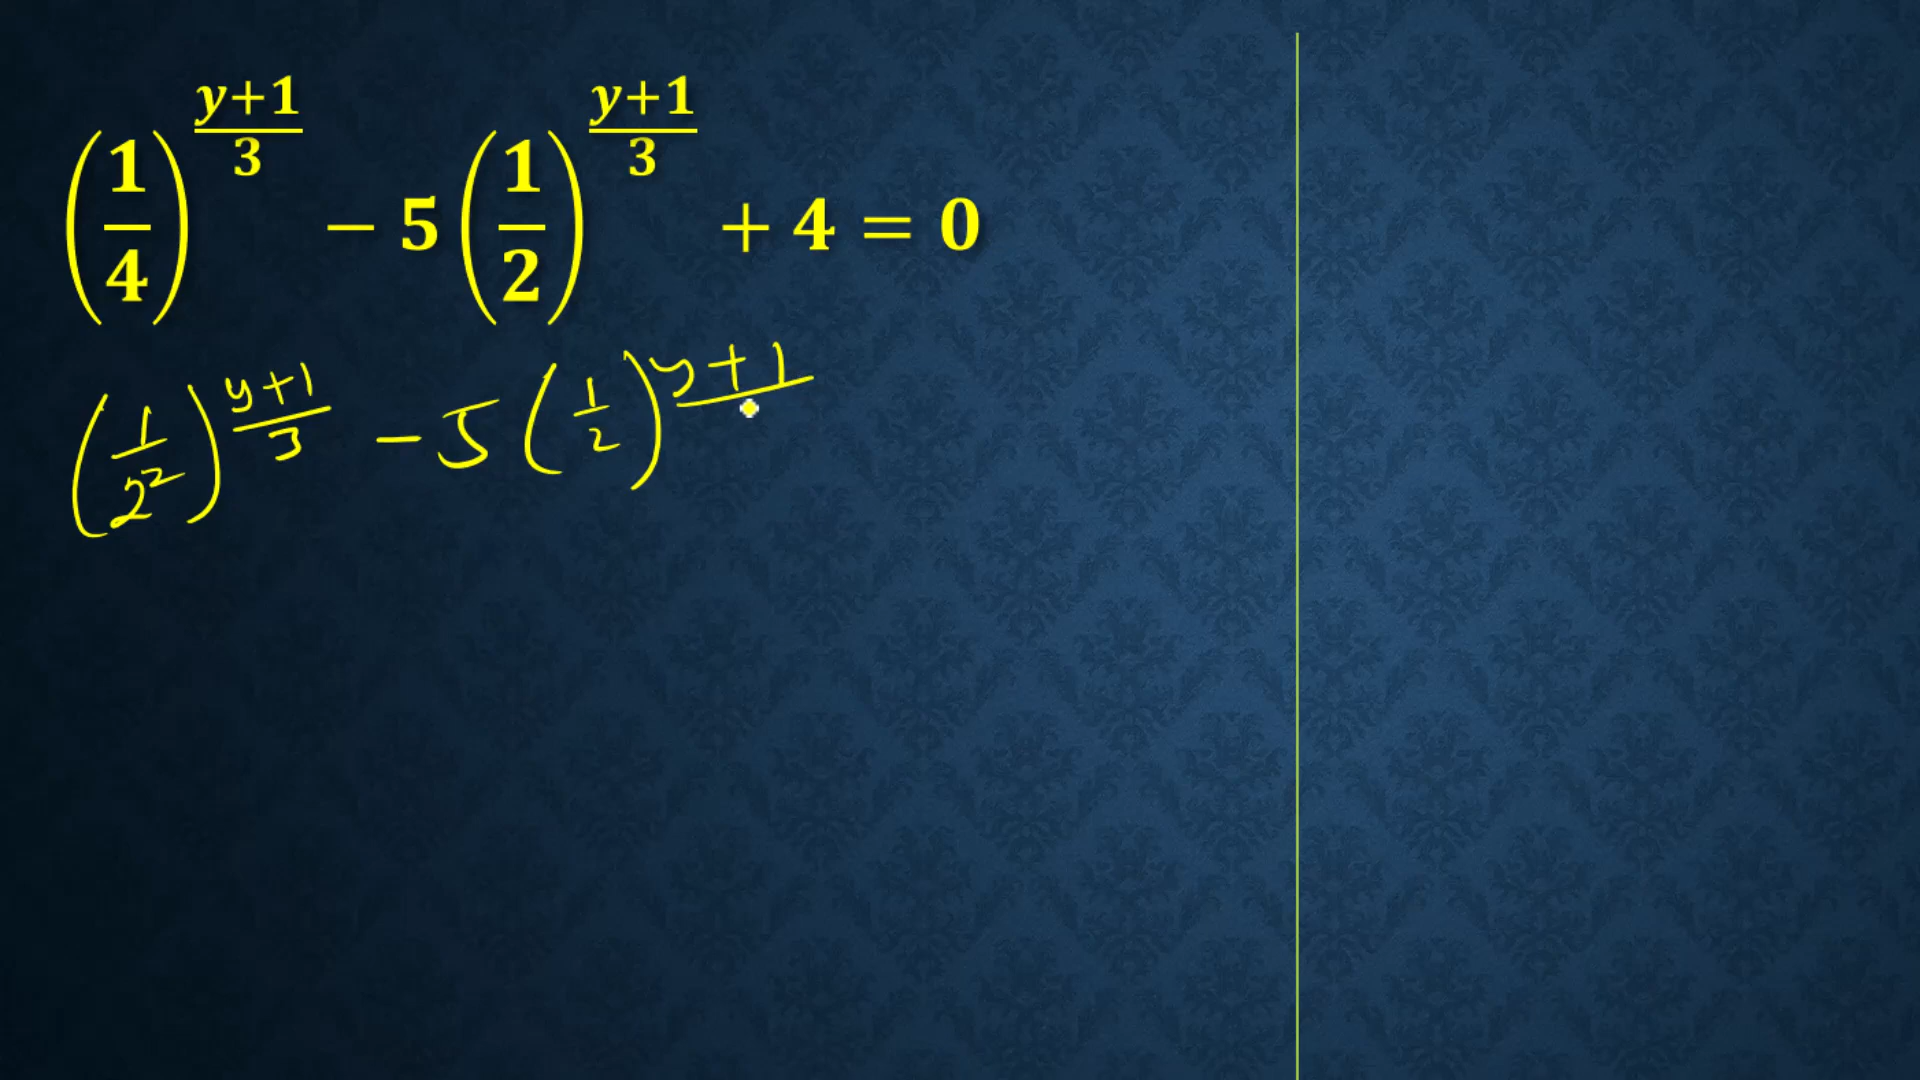 (1/4)^((y+1)/3) − 5(1/2)^((y+1)/3) + 4 = 0
(1/2²)^((y+1)/3) − 5(1/2)^(y+1)/